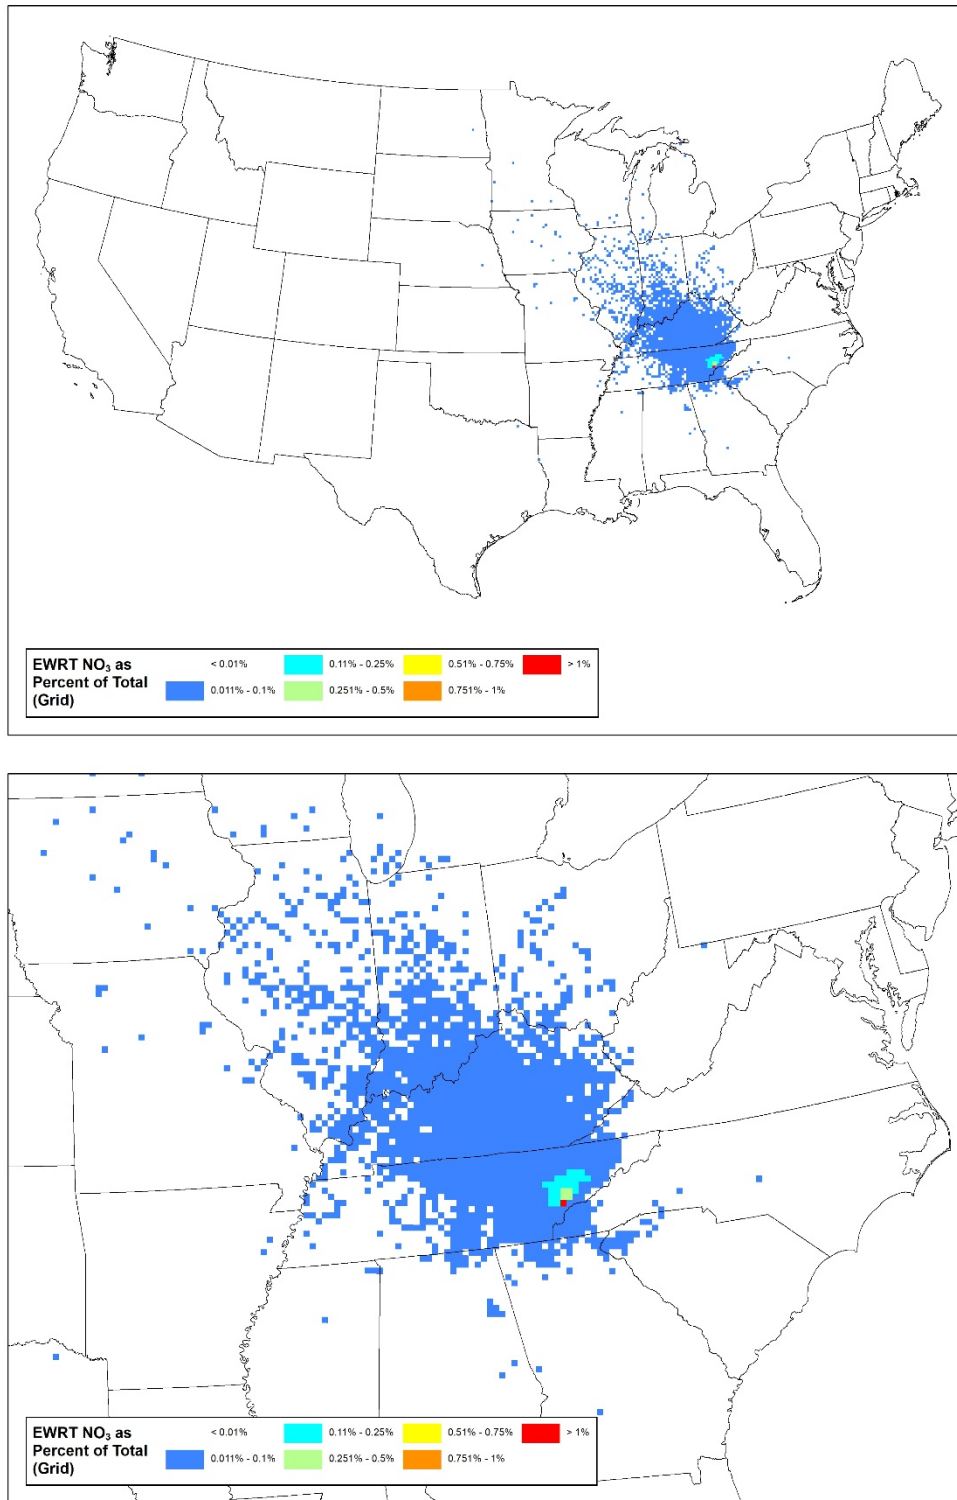 EWRT NO₃ as
Percent of Total
(Grid)
< 0.01%
0.11% - 0.25%
0.51% - 0.75%
> 1%
0.011% - 0.1%
0.251% - 0.5%
0.751% - 1%
EWRT NO₃ as
Percent of Total
(Grid)
< 0.01%
0.11% - 0.25%
0.51% - 0.75%
> 1%
0.011% - 0.1%
0.251% - 0.5%
0.751% - 1%